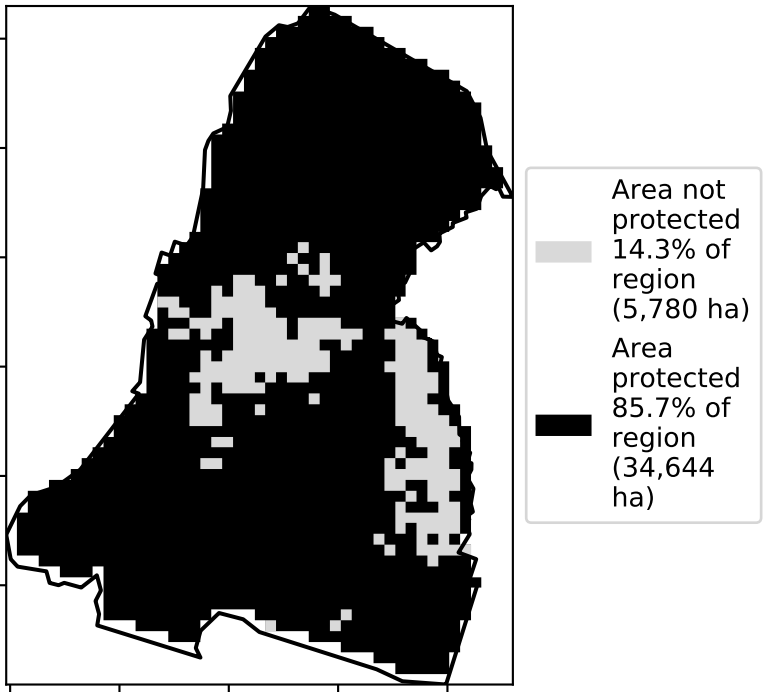 Area not
protected
14.3% of
region
(5,780 ha)
Area
protected
85.7% of
region
(34,644
ha)